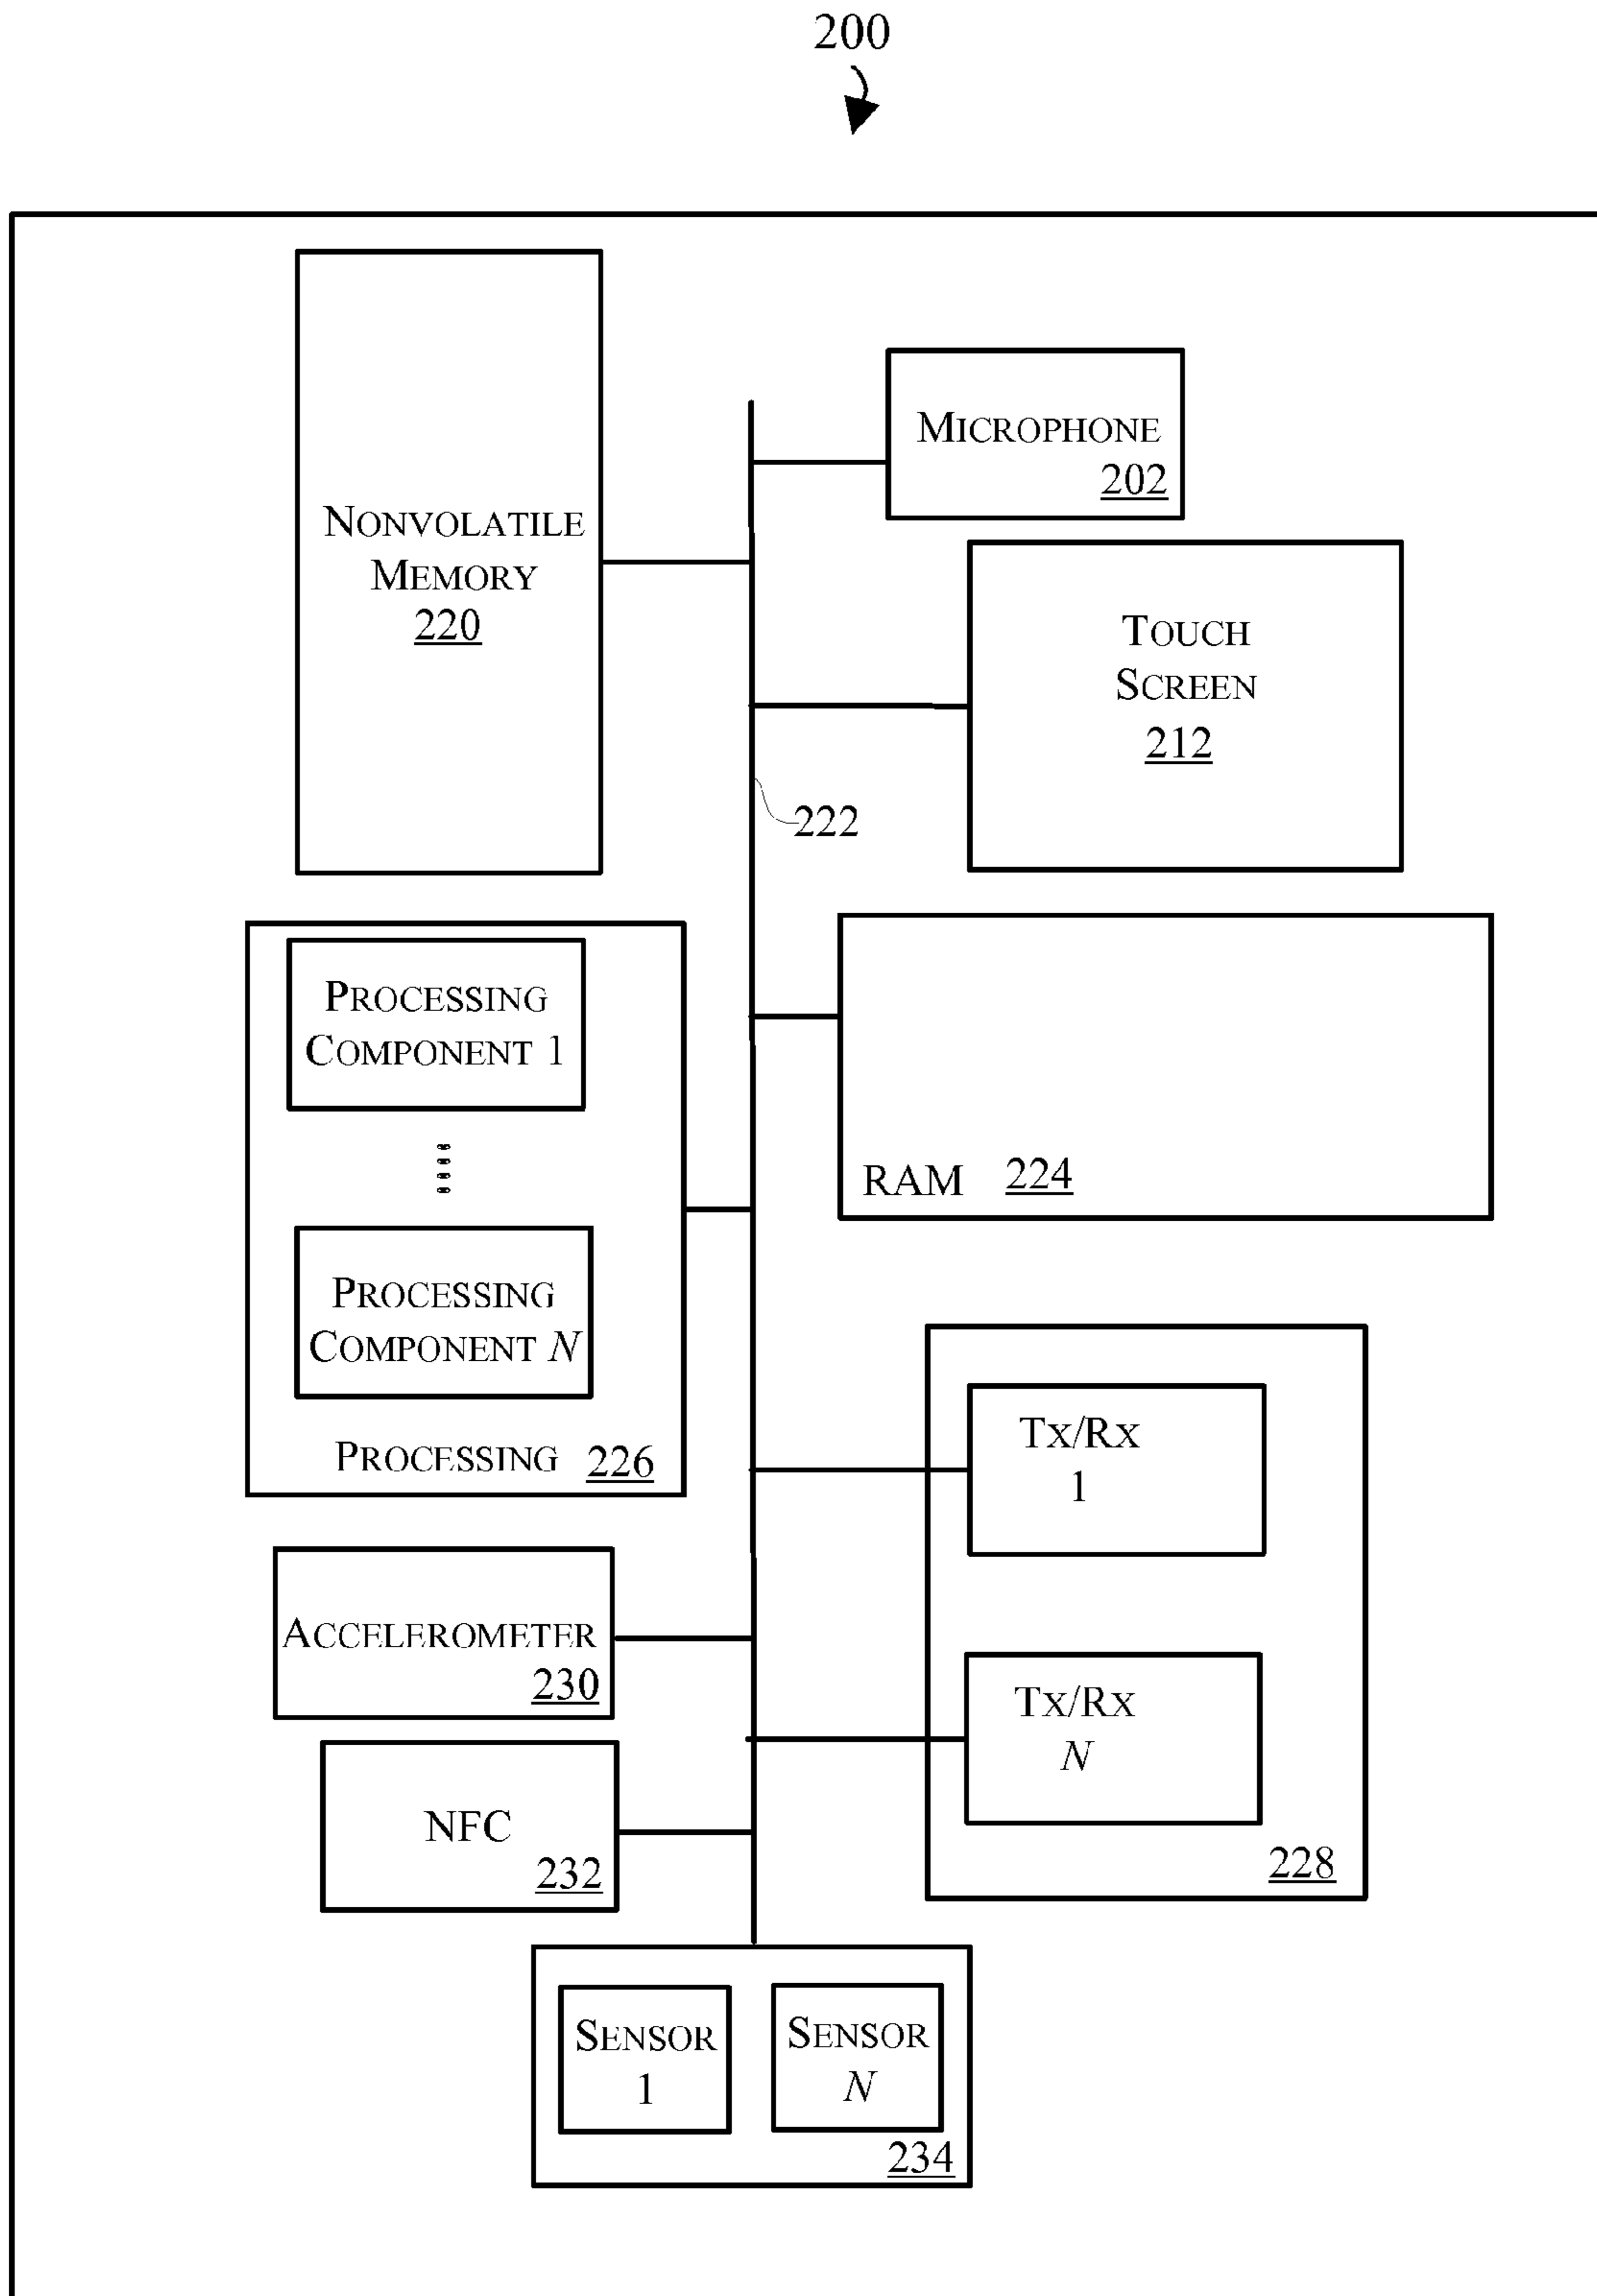 200
NONVOLATILE
MEMORY
220
MICROPHONE
202
TOUCH
SCREEN
212
222
PROCESSING
COMPONENT 1
PROCESSING
COMPONENT N
PROCESSING 226
RAM 224
TX/RX
1
TX/RX
N
228
ACCELEROMETER
230
NFC
232
SENSOR
1
SENSOR
N
234